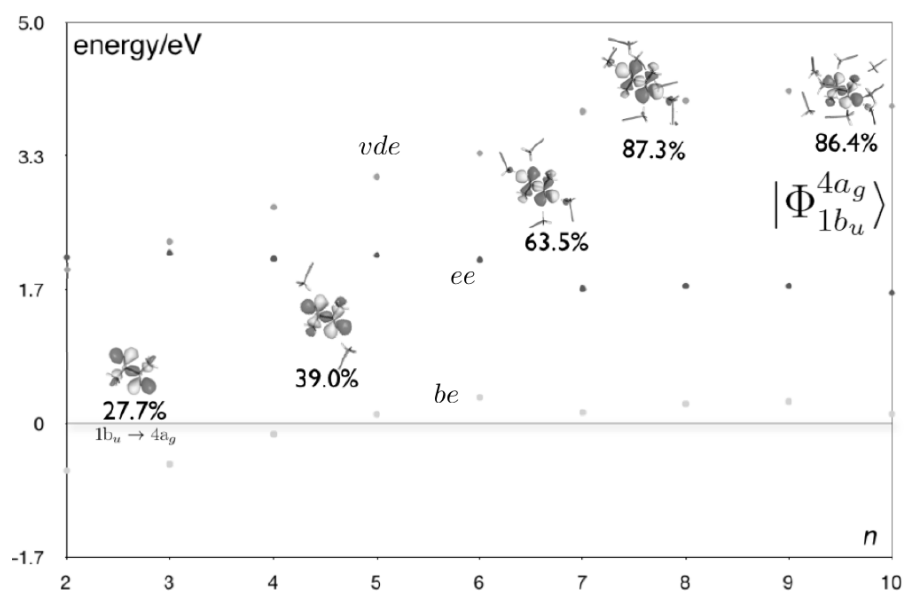 5.0
energy/eV
vde
87.3%
86.4%
3.3
|Φ 4a_g 1b_u⟩
63.5%
ee
1.7
39.0%
be
27.7%
1b_u → 4a_g
0
n
-1.7
2 3 4 5 6 7 8 9 10